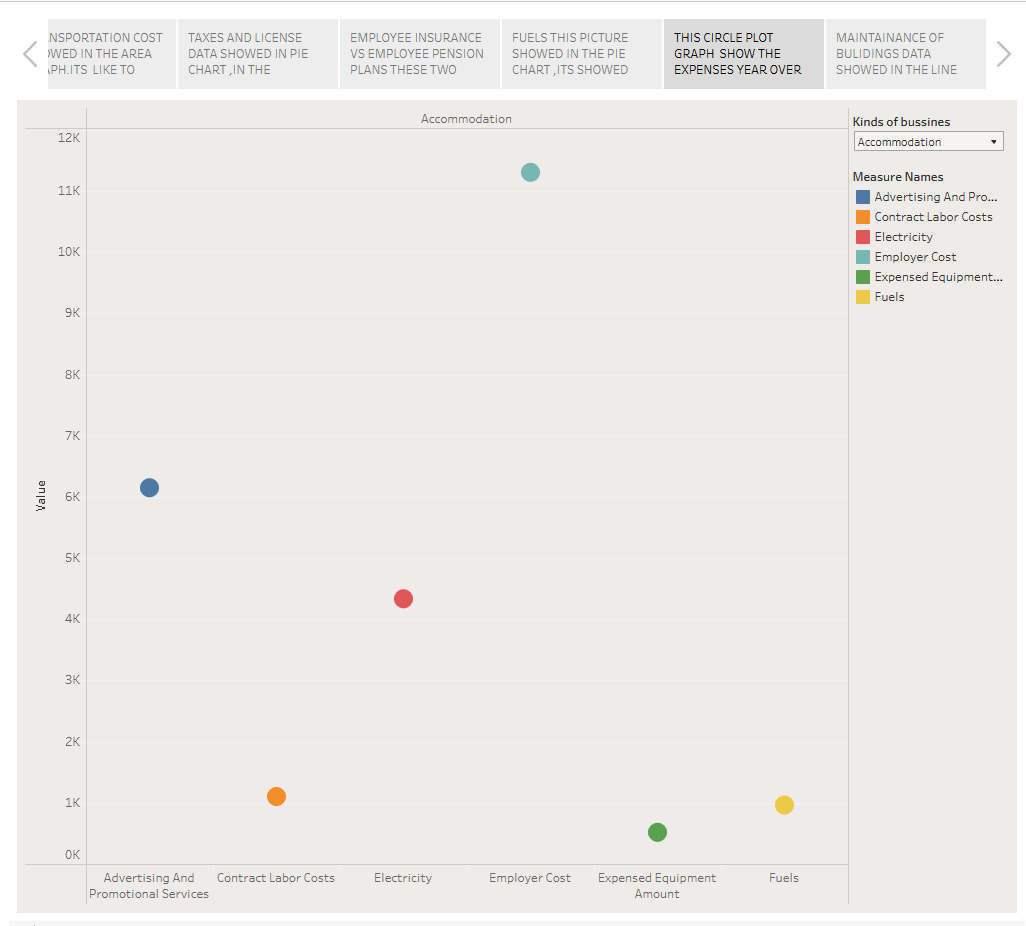 NSPORTATION COST
OWED IN THE AREA
APH.ITS LIKE TO
TAXES AND LICENSE
DATA SHOWED IN PIE
CHART ,IN THE
EMPLOYEE INSURANCE
VS EMPLOYEE PENSION
PLANS THESE TWO
FUELS THIS PICTURE
SHOWED IN THE PIE
CHART ,ITS SHOWED
THIS CIRCLE PLOT
GRAPH SHOW THE
EXPENSES YEAR OVER
MAINTAINANCE OF
BULIDINGS DATA
SHOWED IN THE LINE
Accommodation
12K
11K
10K
9K
8K
7K
6K
5K
4K
3K
2K
1K
0K
Value
Advertising And
Promotional Services
Contract Labor Costs
Electricity
Employer Cost
Expensed Equipment
Amount
Fuels
Kinds of bussines
Accommodation
Measure Names
Advertising And Pro...
Contract Labor Costs
Electricity
Employer Cost
Expensed Equipment...
Fuels